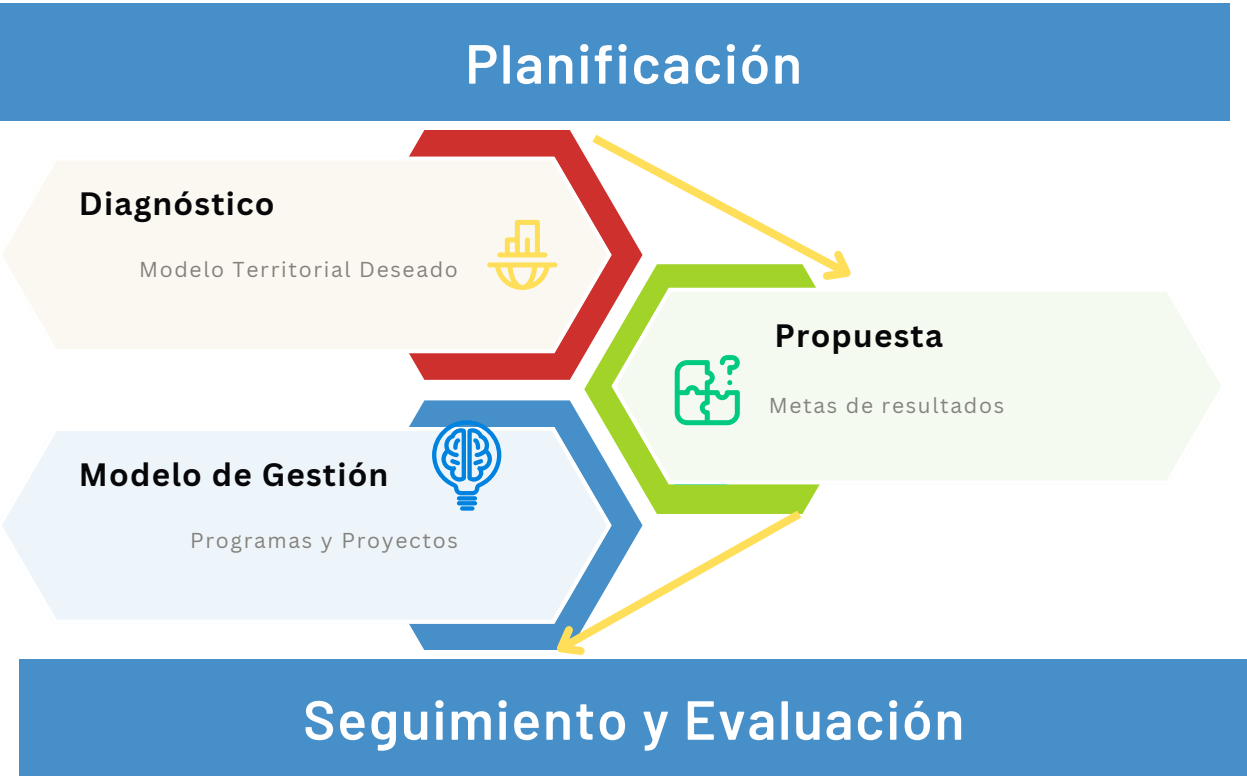 Planificación
Diagnóstico
Modelo Territorial Deseado
Propuesta
Metas de resultados
Modelo de Gestión
Programas y Proyectos
Seguimiento y Evaluación